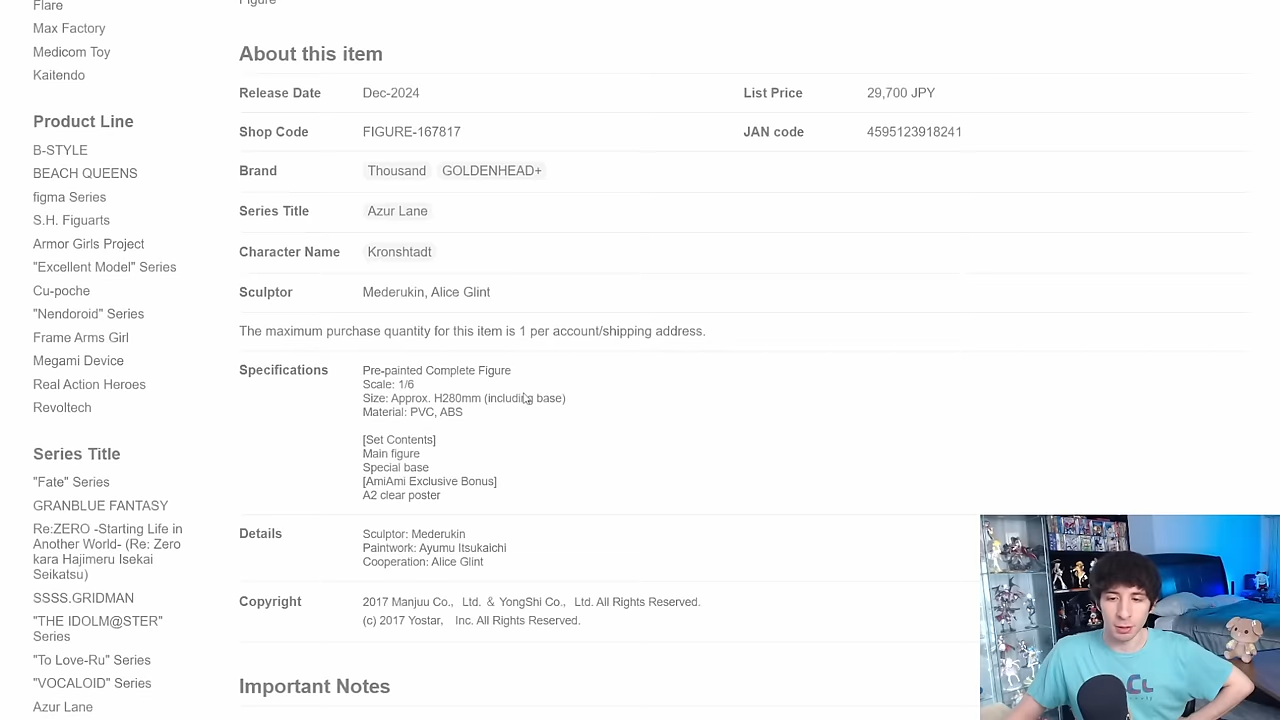 Flare
Max Factory
Medicom Toy
Kaitendo
Product Line
B-STYLE
BEACH QUEENS
figma Series
S.H. Figuarts
Armor Girls Project
"Excellent Model" Series
Cu-poche
"Nendoroid" Series
Frame Arms Girl
Megami Device
Real Action Heroes
Revoltech
Series Title
"Fate" Series
GRANBLUE FANTASY
Re:ZERO -Starting Life in
Another World- (Re: Zero
kara Hajimeru Isekai
Seikatsu)
SSSS.GRIDMAN
"THE IDOLM@STER"
Series
"To Love-Ru" Series
"VOCALOID" Series
Azur Lane
Figure
About this item
Release Date Dec-2024 List Price 29,700 JPY
Shop Code FIGURE-167817 JAN code 4595123918241
Brand Thousand GOLDENHEAD+
Series Title Azur Lane
Character Name Kronshtadt
Sculptor Mederukin, Alice Glint
The maximum purchase quantity for this item is 1 per account/shipping address.
Specifications Pre-painted Complete Figure
Scale: 1/6
Size: Approx. H280mm (including base)
Material: PVC, ABS
[Set Contents]
Main figure
Special base
[AmiAmi Exclusive Bonus]
A2 clear poster
Details Sculptor: Mederukin
Paintwork: Ayumu Itsukaichi
Cooperation: Alice Glint
Copyright 2017 Manjuu Co.， Ltd. ＆ YongShi Co.， Ltd. All Rights Reserved.
(c) 2017 Yostar， Inc. All Rights Reserved.
Important Notes